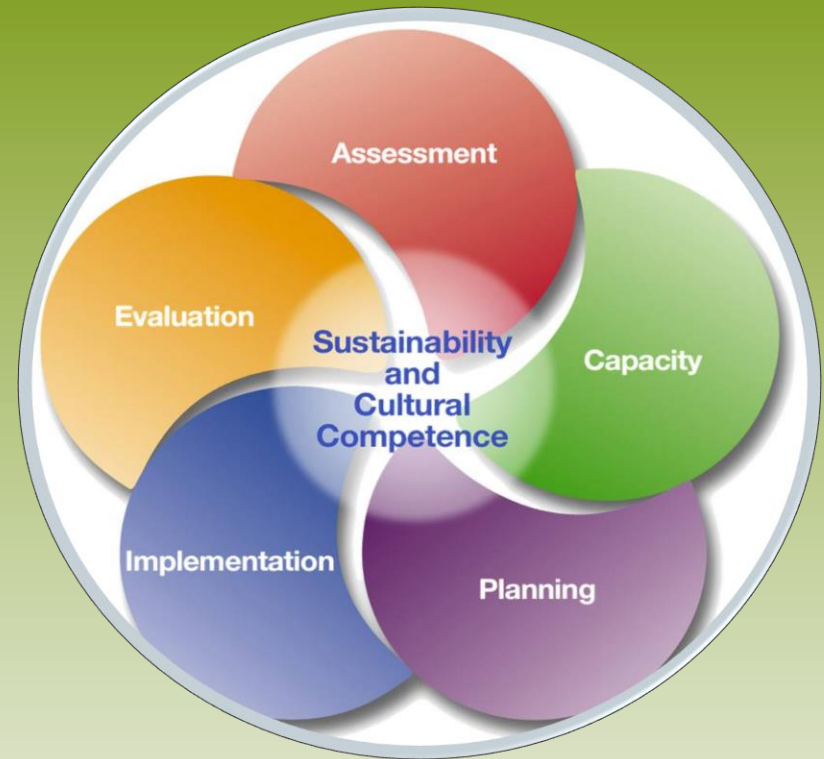 Assessment
Capacity
Planning
Implementation
Evaluation
Sustainability
and
Cultural
Competence